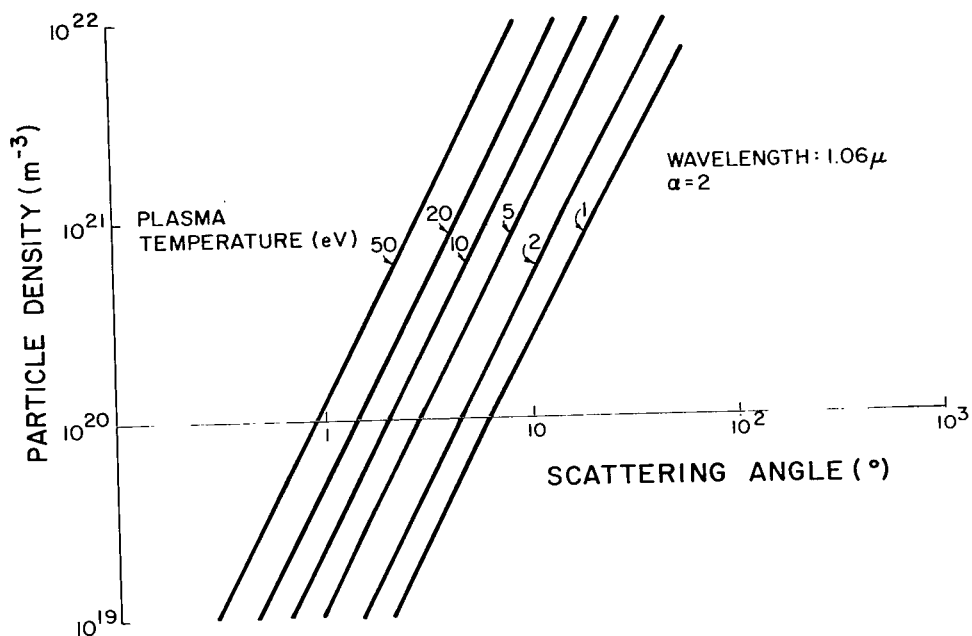 10²²
10²¹
10²⁰
10¹⁹
PARTICLE DENSITY (m⁻³)
PLASMA
TEMPERATURE (eV)
50
20
10
5
2
1
WAVELENGTH: 1.06μ
α=2
1
10
10²
10³
SCATTERING ANGLE (°)